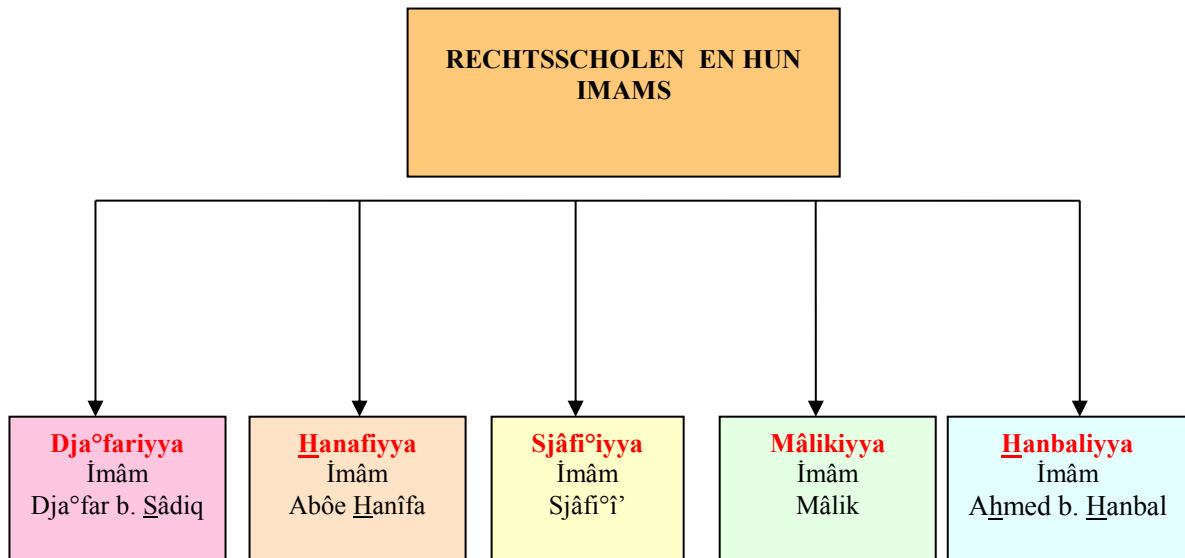 RECHTSSCHOLEN EN HUN
IMAMS
Dja°fariyya
İmâm
Dja°far b. Sâdiq
Hanafiyya
İmâm
Abôe Hanîfa
Sjâfi°iyya
İmâm
Sjâfi°î’
Mâlikiyya
İmâm
Mâlik
Hanbaliyya
İmâm
Ahmed b. Hanbal